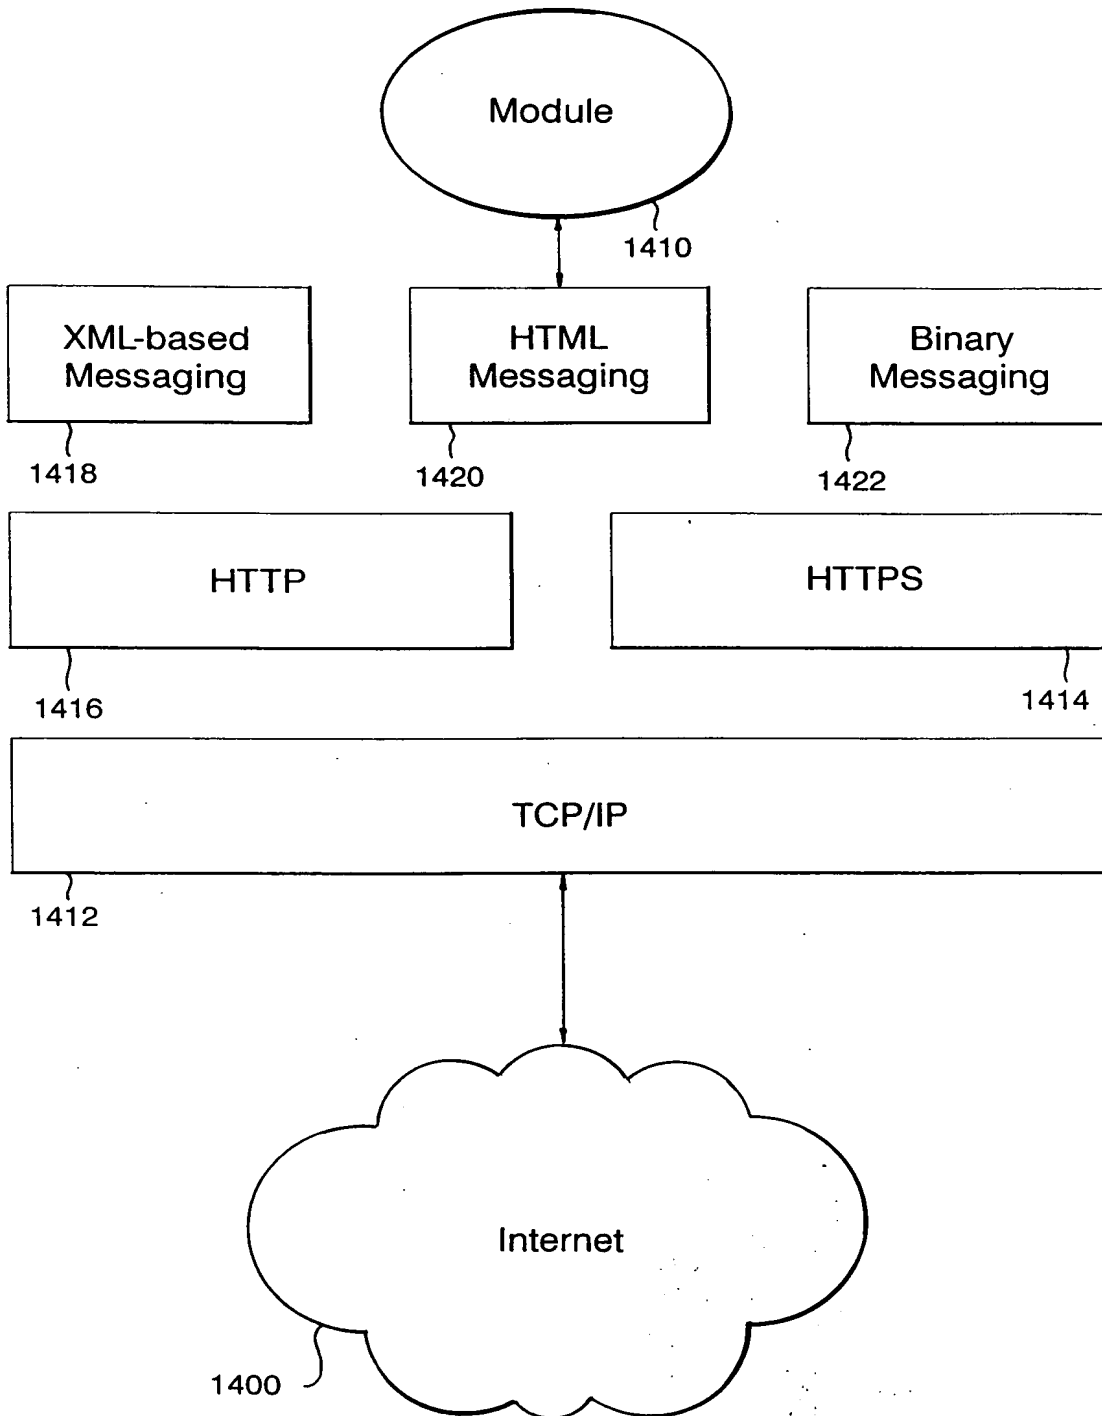 Module
1410
XML-based
Messaging
HTML
Messaging
Binary
Messaging
1418
1420
1422
HTTP
HTTPS
1416
1414
TCP/IP
1412
Internet
1400